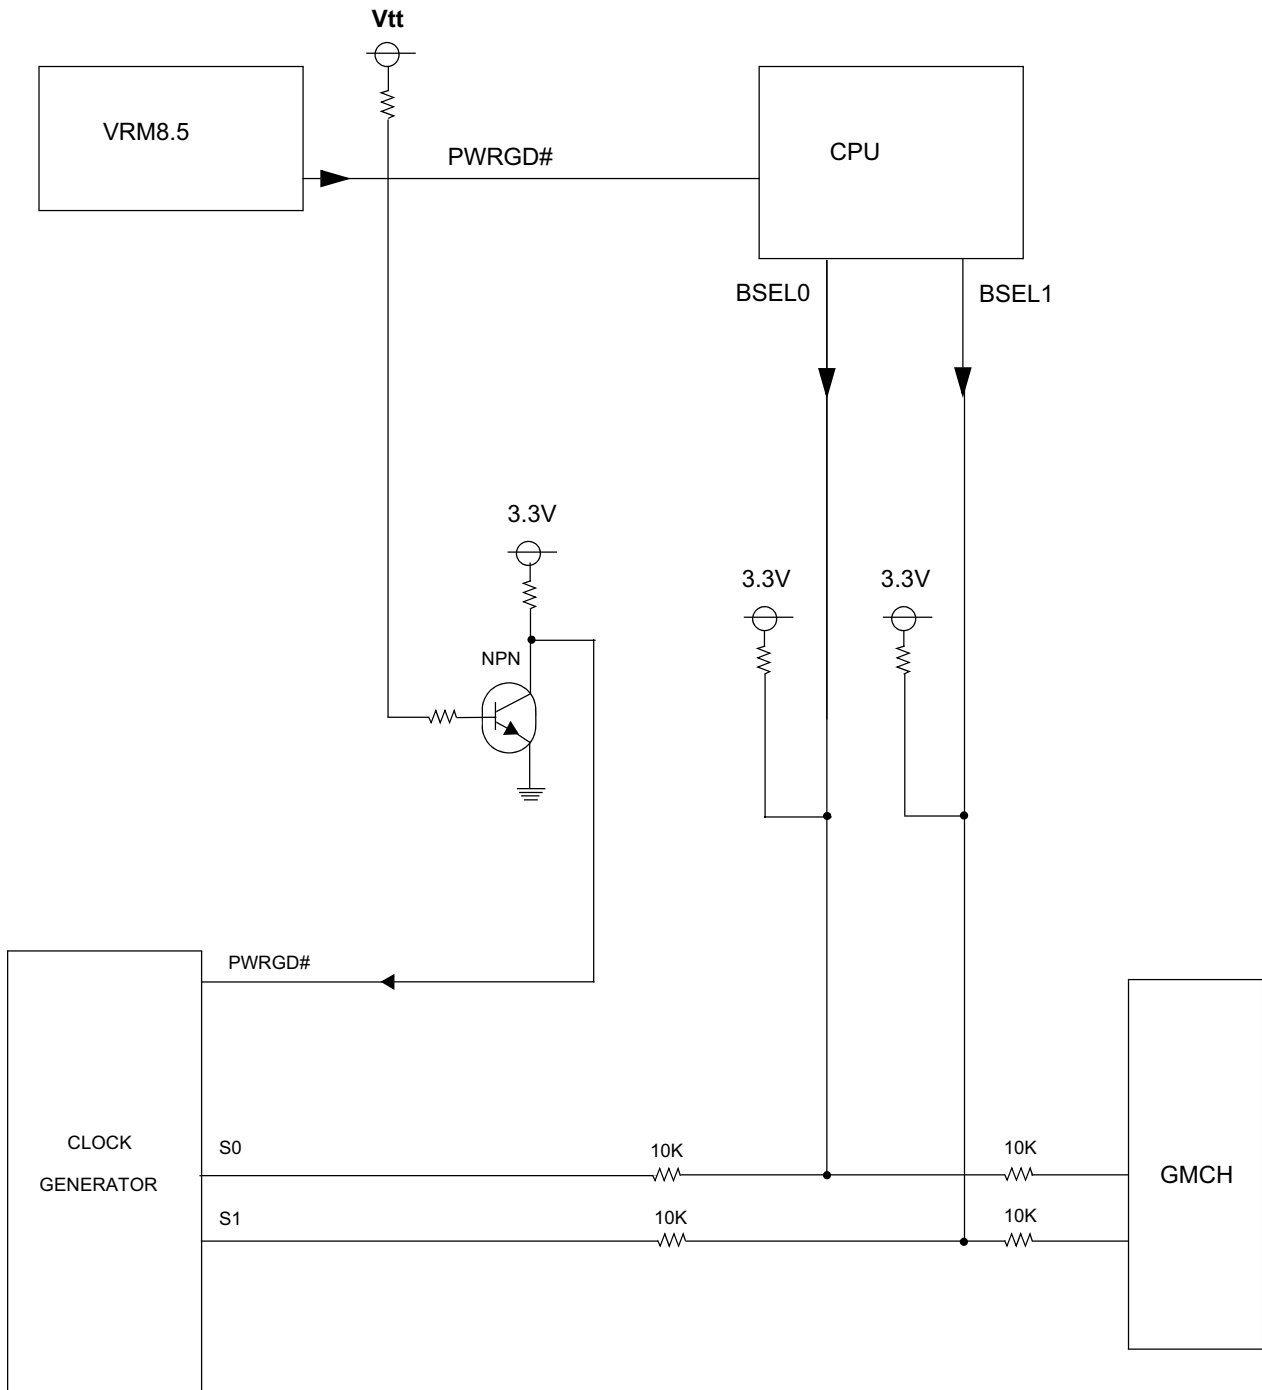 Vtt
VRM8.5
PWRGD#
CPU
BSEL0
BSEL1
3.3V
3.3V
3.3V
NPN
PWRGD#
CLOCK
GENERATOR
S0
10K
10K
GMCH
S1
10K
10K